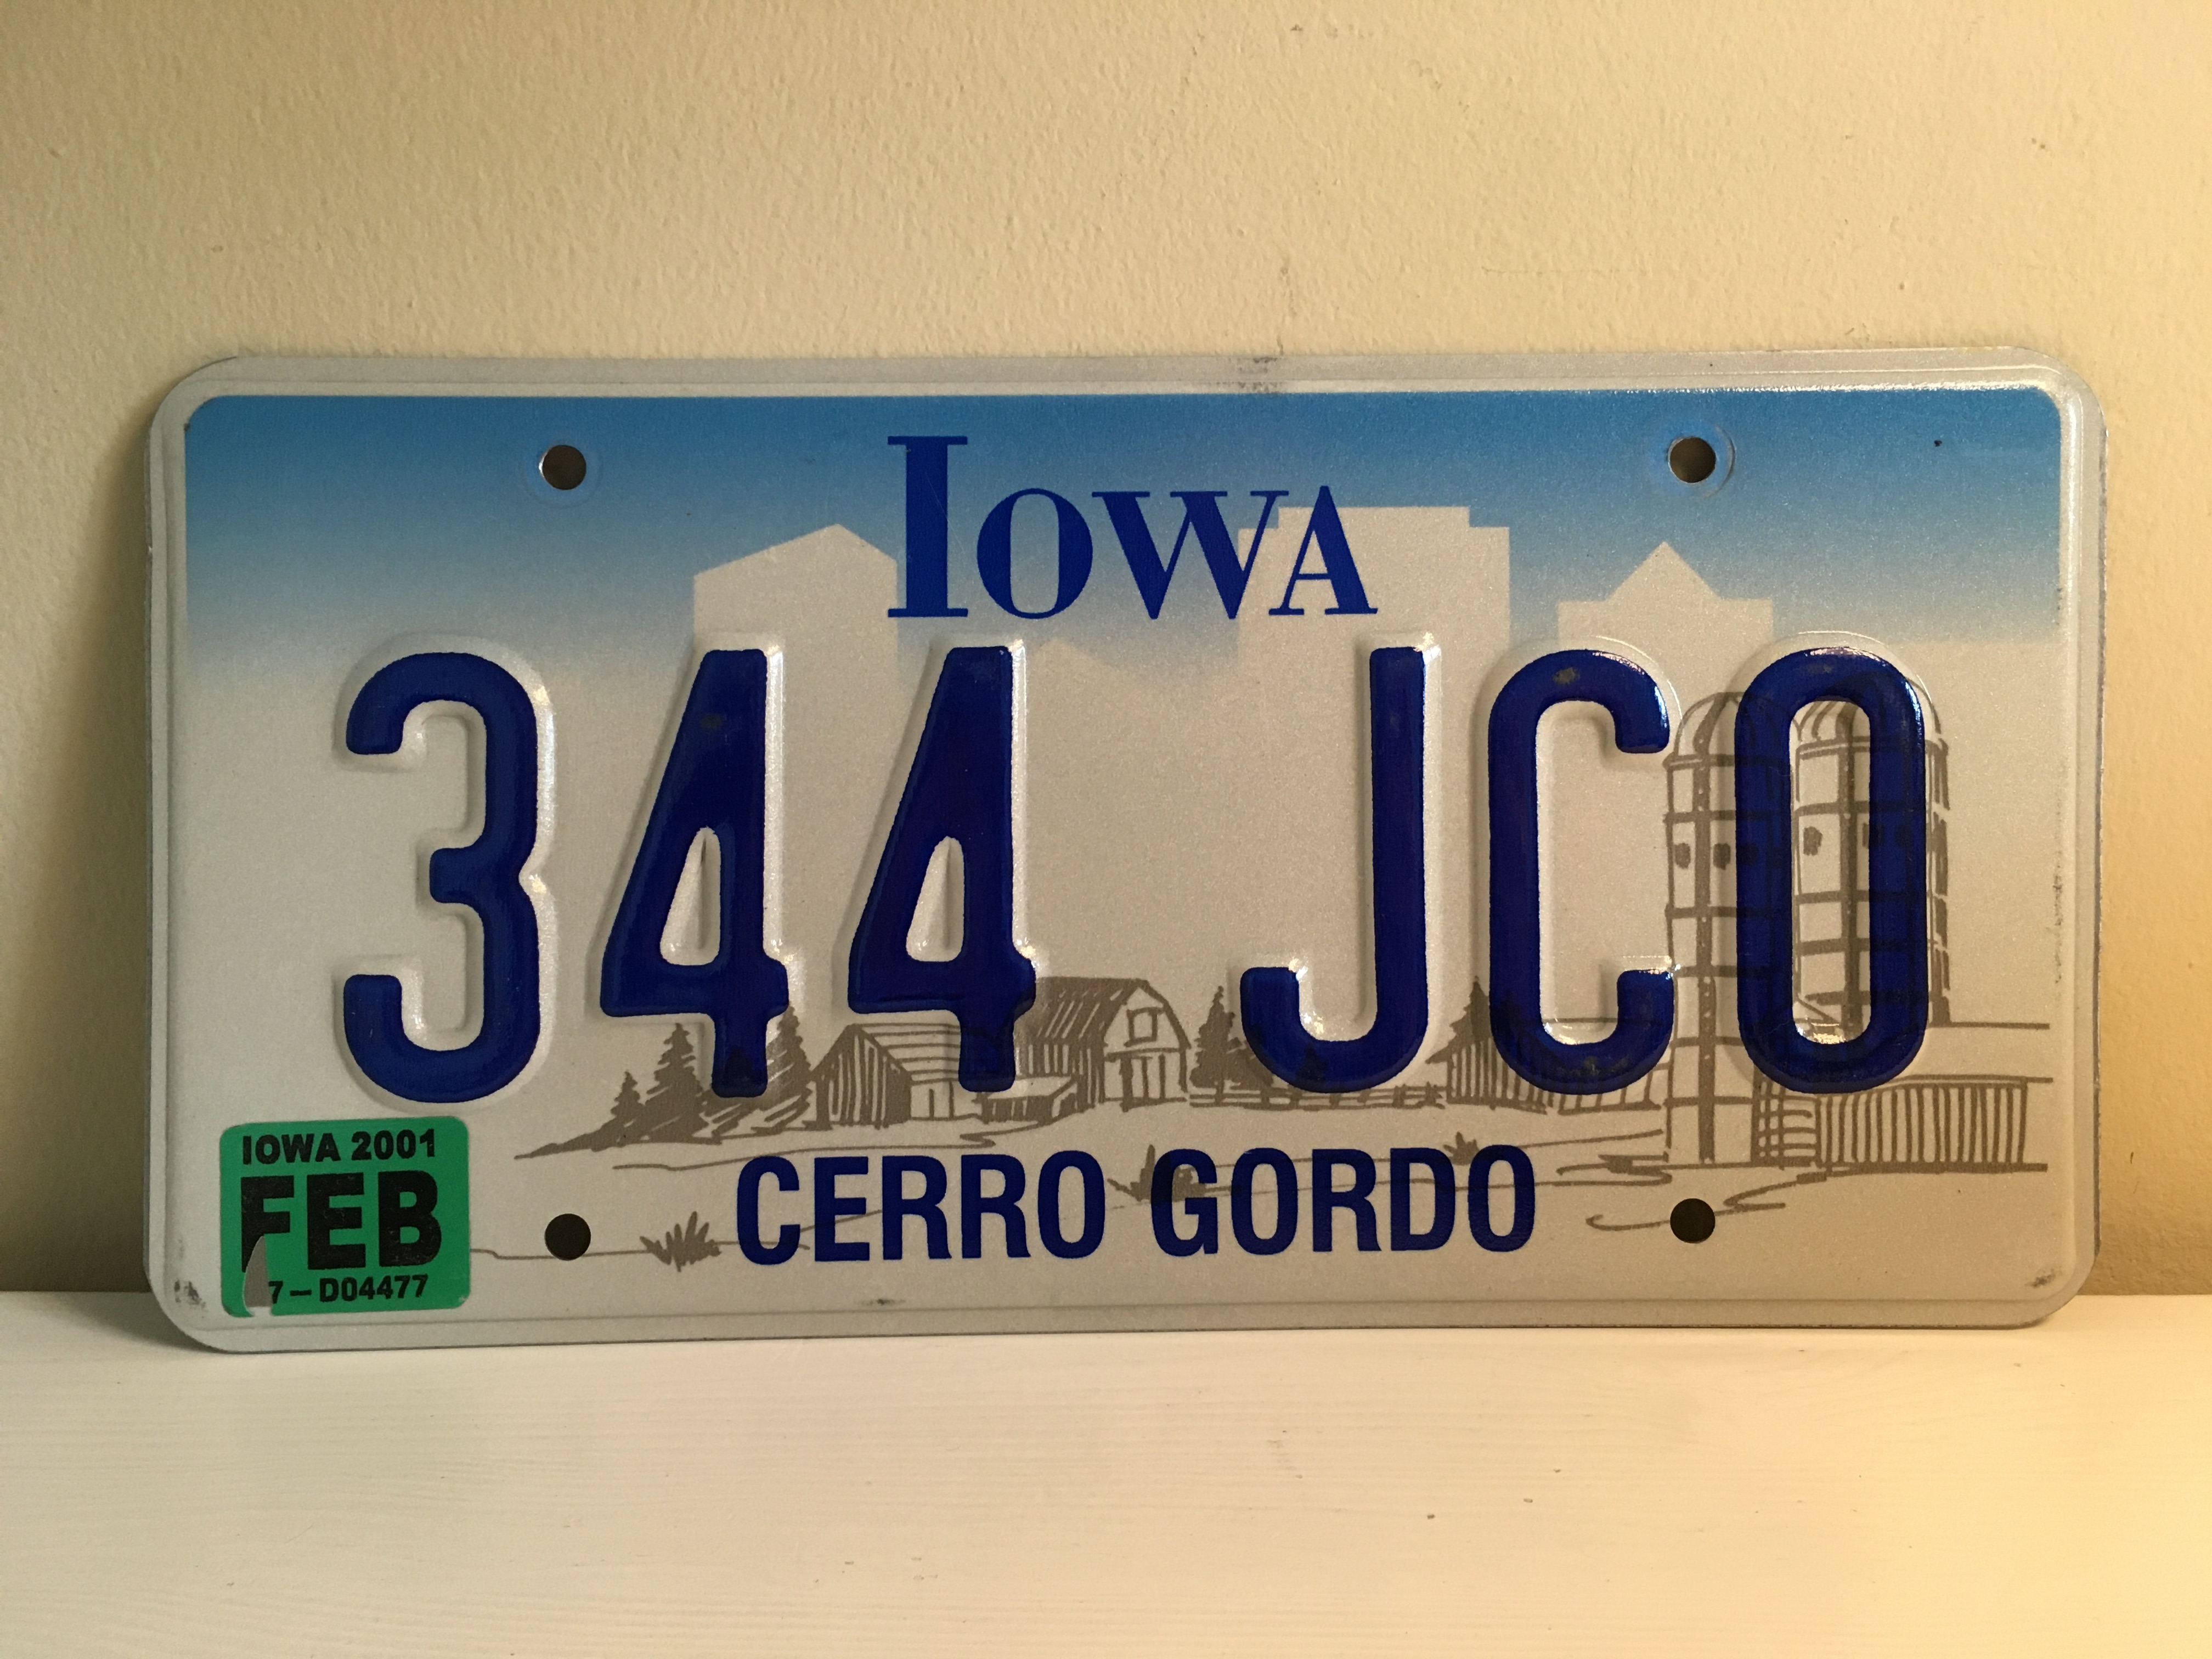 IOWA
344 JCO
IOWA 2001
FEB
7-D04477
CERRO GORDO